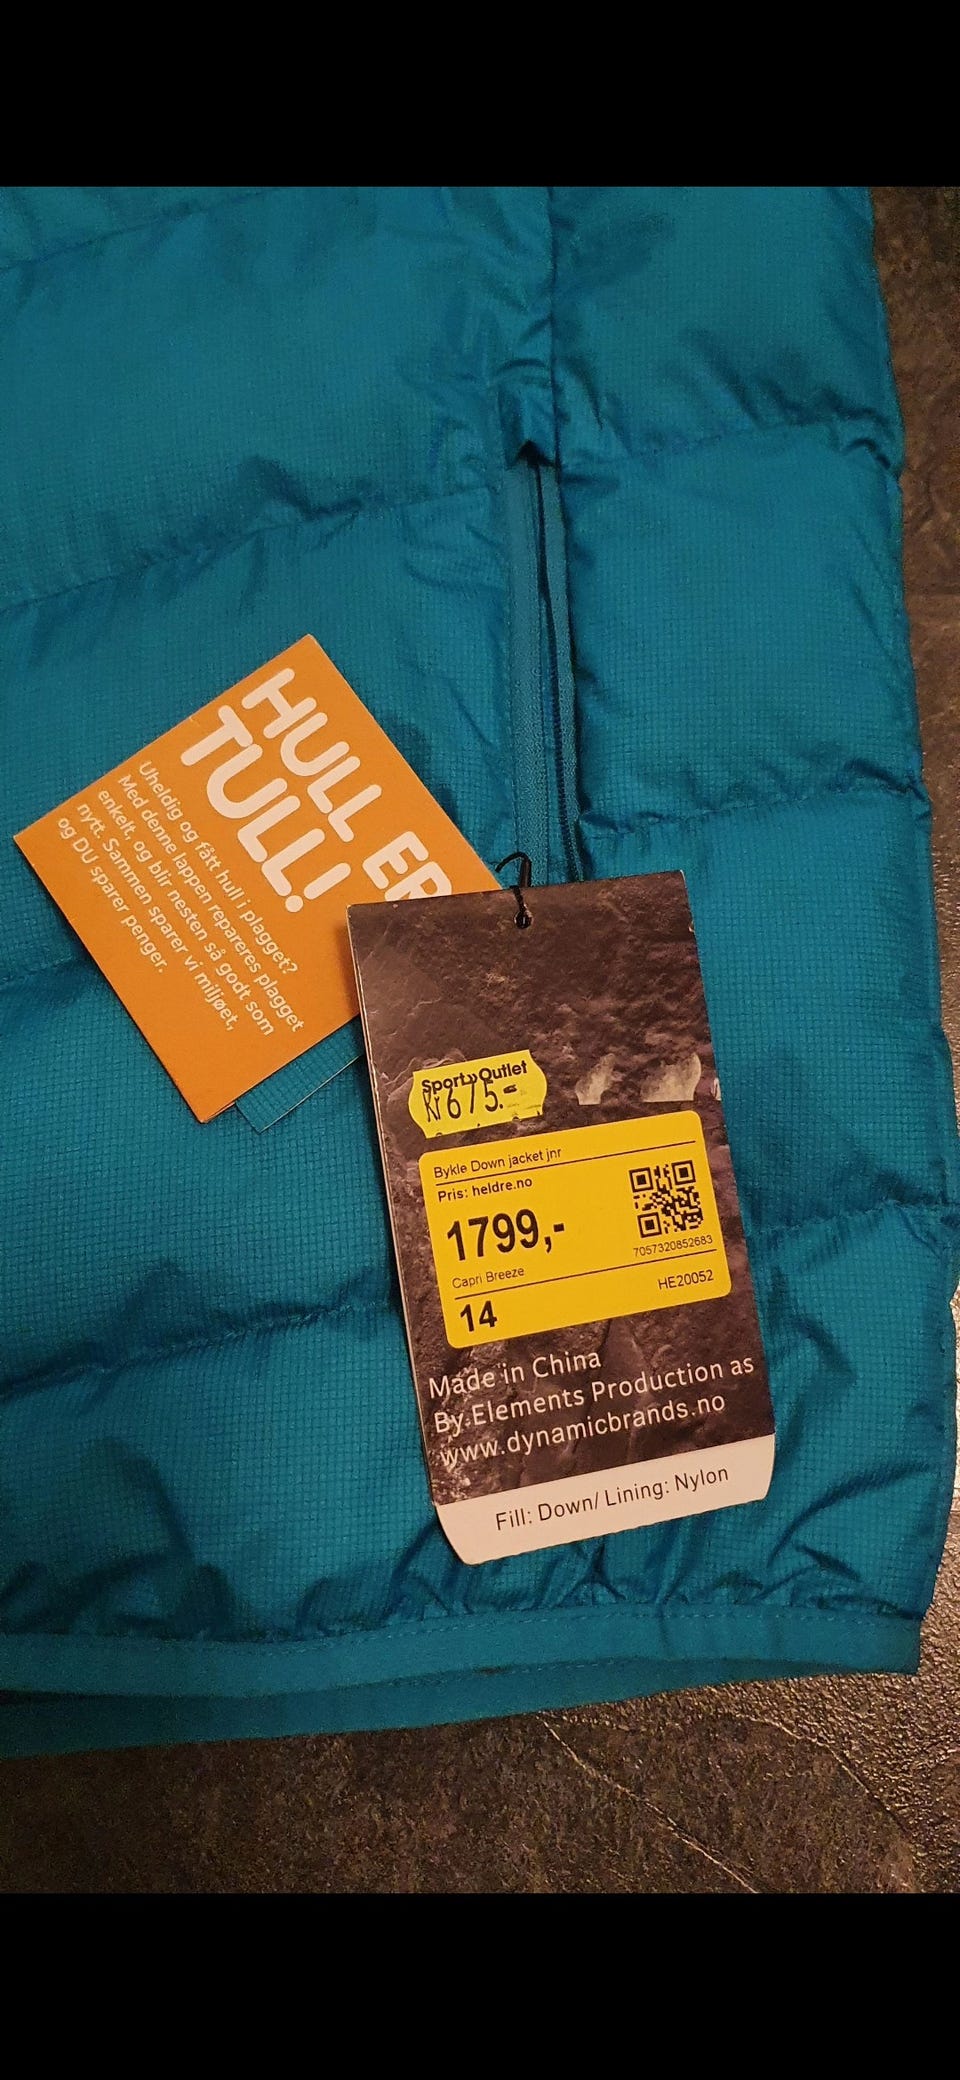 HULL ER
TULL!
Uheldig og fått hull i plagget?
Med denne lappen repareres plagget
enkelt, og blir nesten så godt som
nytt. Sammen sparer vi miljøet,
og DU sparer penger.
Sport Outlet
Kr 675.-
Bykle Down jacket jnr
Pris: heldre.no
1799,-
7057320852683
Capri Breeze
14
HE20052
Made in China
By Elements Production as
www.dynamicbrands.no
Fill: Down/ Lining: Nylon